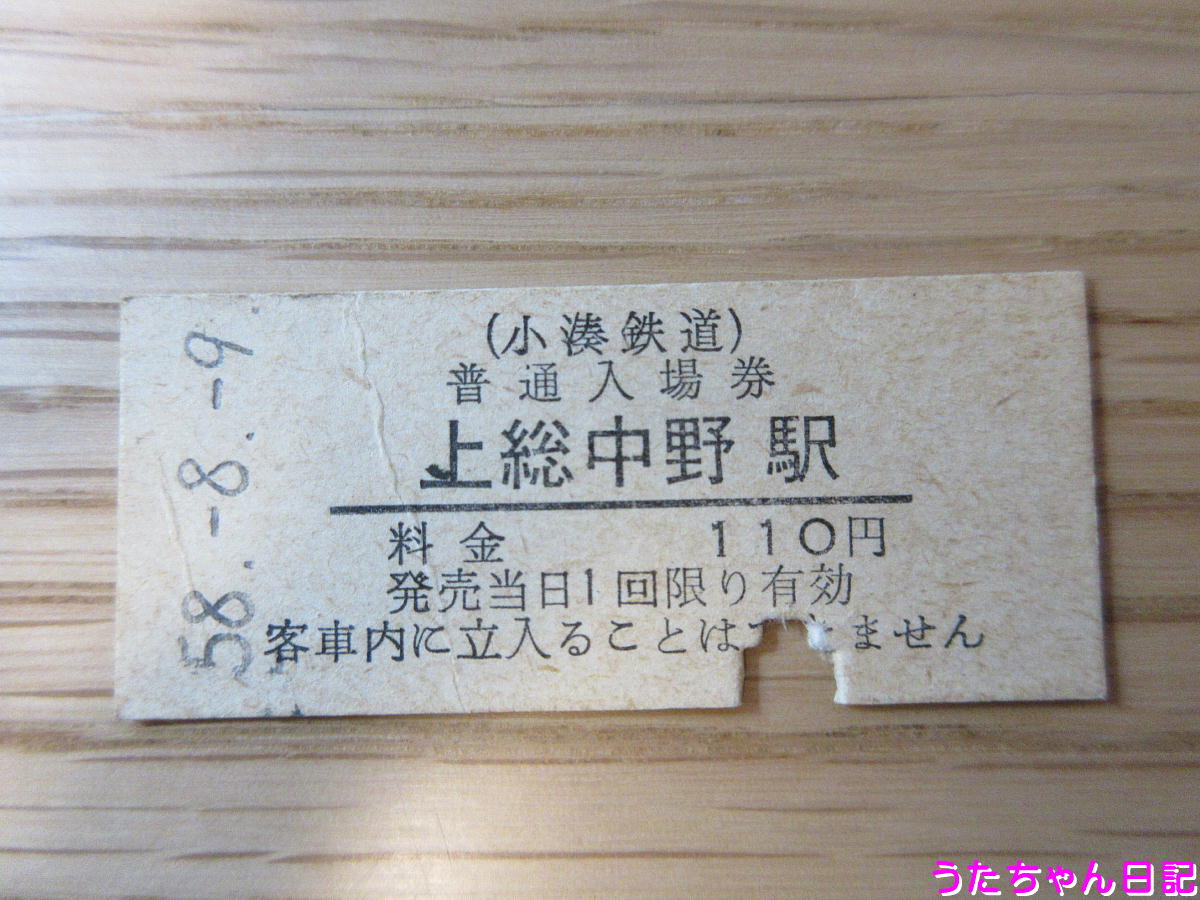 (小湊鉄道)
普通入場券
上総中野駅
料金 110円
発売当日1回限り有効
客車内に立入ることは ません
58.-8.-9.
うたちゃん日記